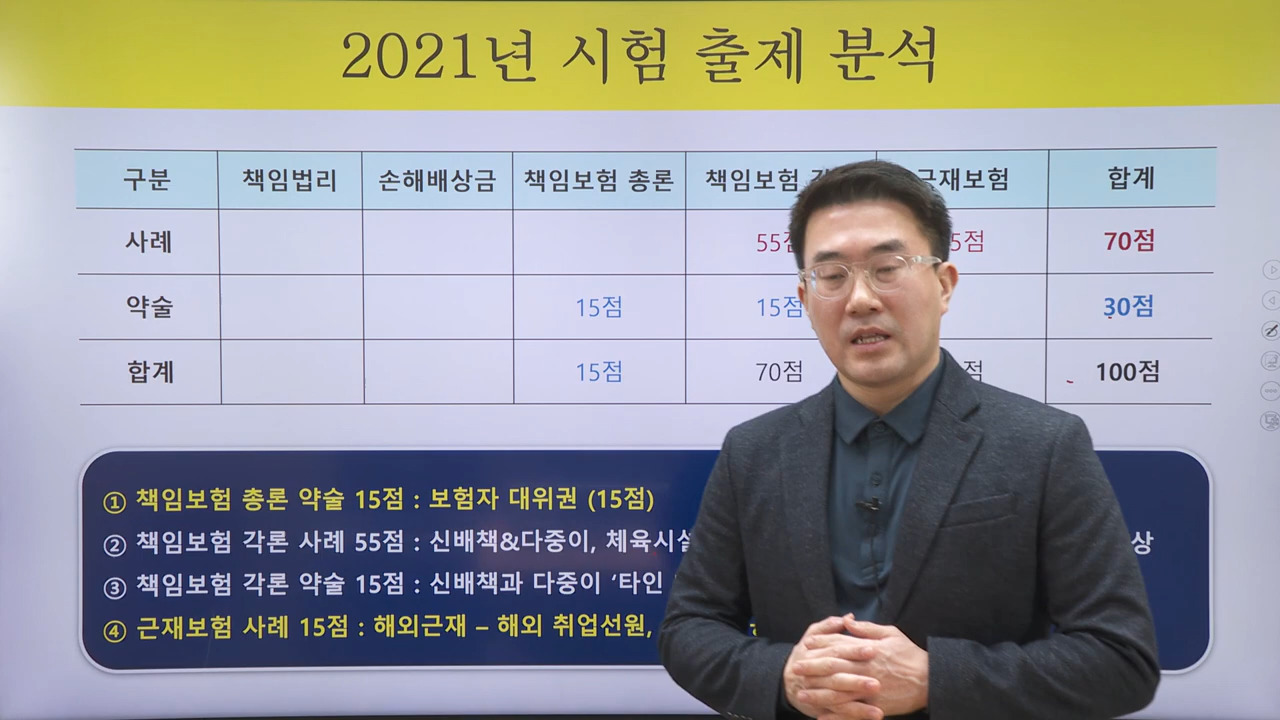 2021년 시험 출제 분석
구분 책임법리 손해배상금 책임보험 총론 책임보험 근재보험 합계
사례 55점 5점 70점
약술 15점 15점 30점
합계 15점 70점 점 100점
① 책임보험 총론 약술 15점 : 보험자 대위권 (15점)
② 책임보험 각론 사례 55점 : 신배책&다중이, 체육시설 상
③ 책임보험 각론 약술 15점 : 신배책과 다중이 ‘타인
④ 근재보험 사례 15점 : 해외근재 – 해외 취업선원,